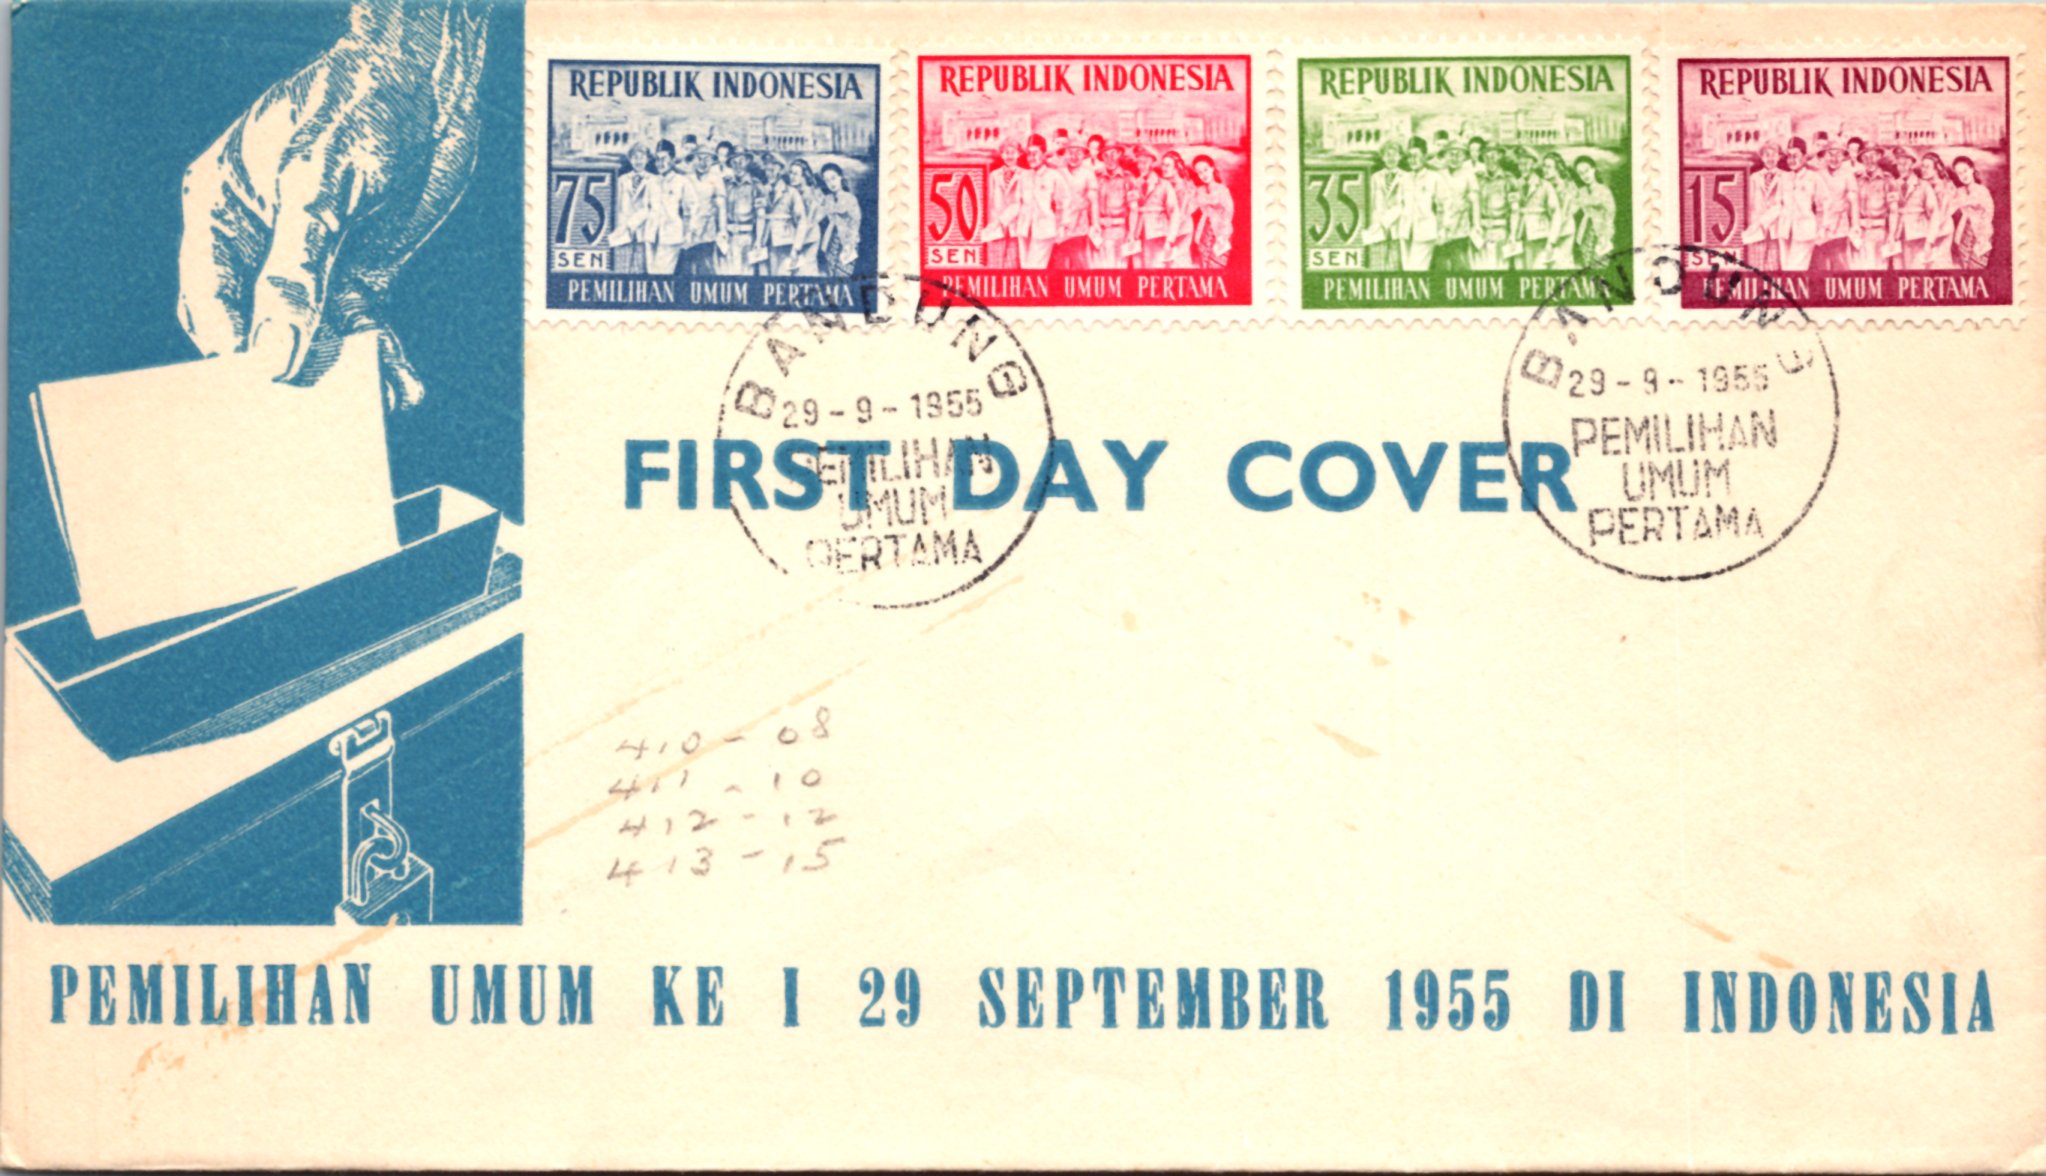 REPUBLIK INDONESIA
75
SEN
PEMILIHAN UMUM PERTAMA
REPUBLIK INDONESIA
50
SEN
PEMILIHAN UMUM PERTAMA
REPUBLIK INDONESIA
35
SEN
PEMILIHAN UMUM PERTAMA
REPUBLIK INDONESIA
15
SEN
PEMILIHAN UMUM PERTAMA
BANDUNG
29-9-1955
PEMILIHAN
UMUM
PERTAMA
BANDUNG
29-9-1955
PEMILIHAN
UMUM
PERTAMA
FIRST DAY COVER
410 - 08
411 - 10
412 - 12
413 - 15
PEMILIHAN UMUM KE I 29 SEPTEMBER 1955 DI INDONESIA